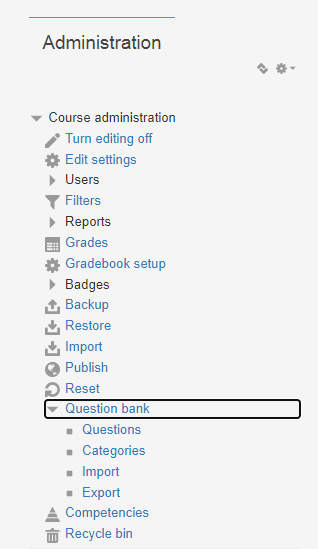 Administration
Course administration
Turn editing off
Edit settings
Users
Filters
Reports
Grades
Gradebook setup
Badges
Backup
Restore
Import
Publish
Reset
Question bank
Questions
Categories
Import
Export
Competencies
Recycle bin